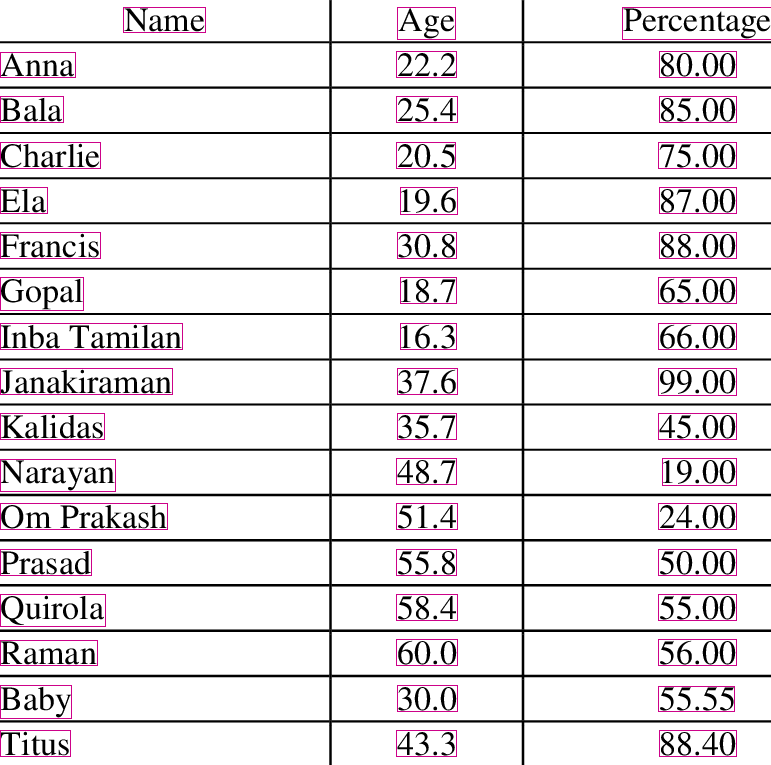 Name Age Percentage
Anna 22.2 80.00
Bala 25.4 85.00
Charlie 20.5 75.00
Ela 19.6 87.00
Francis 30.8 88.00
Gopal 18.7 65.00
Inba Tamilan 16.3 66.00
Janakiraman 37.6 99.00
Kalidas 35.7 45.00
Narayan 48.7 19.00
Om Prakash 51.4 24.00
Prasad 55.8 50.00
Quirola 58.4 55.00
Raman 60.0 56.00
Baby 30.0 55.55
Titus 43.3 88.40